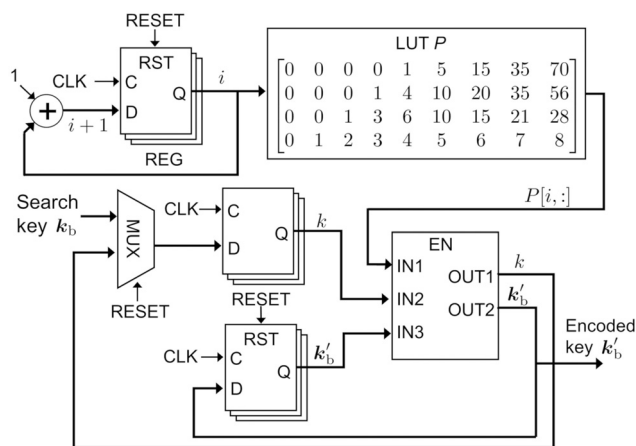 RESET
LUT P
RST
CLK
C
i
1
Q
+
D
i + 1
REG
0 0 0 0 1 5 15 35 70
0 0 0 1 4 10 20 35 56
0 0 1 3 6 10 15 21 28
0 1 2 3 4 5 6 7 8
P[i,:]
Search
key k_b
MUX
RESET
CLK
C
D
Q
k
EN
IN1
IN2
IN3
OUT1
OUT2
k
k′_b
RESET
RST
CLK
C
D
Q
k′_b
Encoded
key k′_b